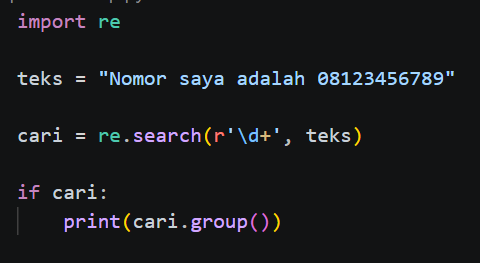 import re
teks = "Nomor saya adalah 08123456789"
cari = re.search(r'\d+', teks)
if cari:
    print(cari.group())